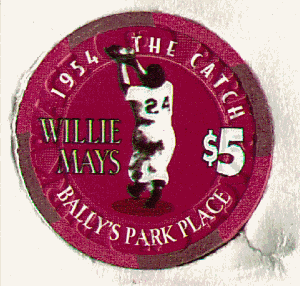 1954 THE CATCH
24
WILLIE
MAYS
$5
BALLY'S PARK PLACE